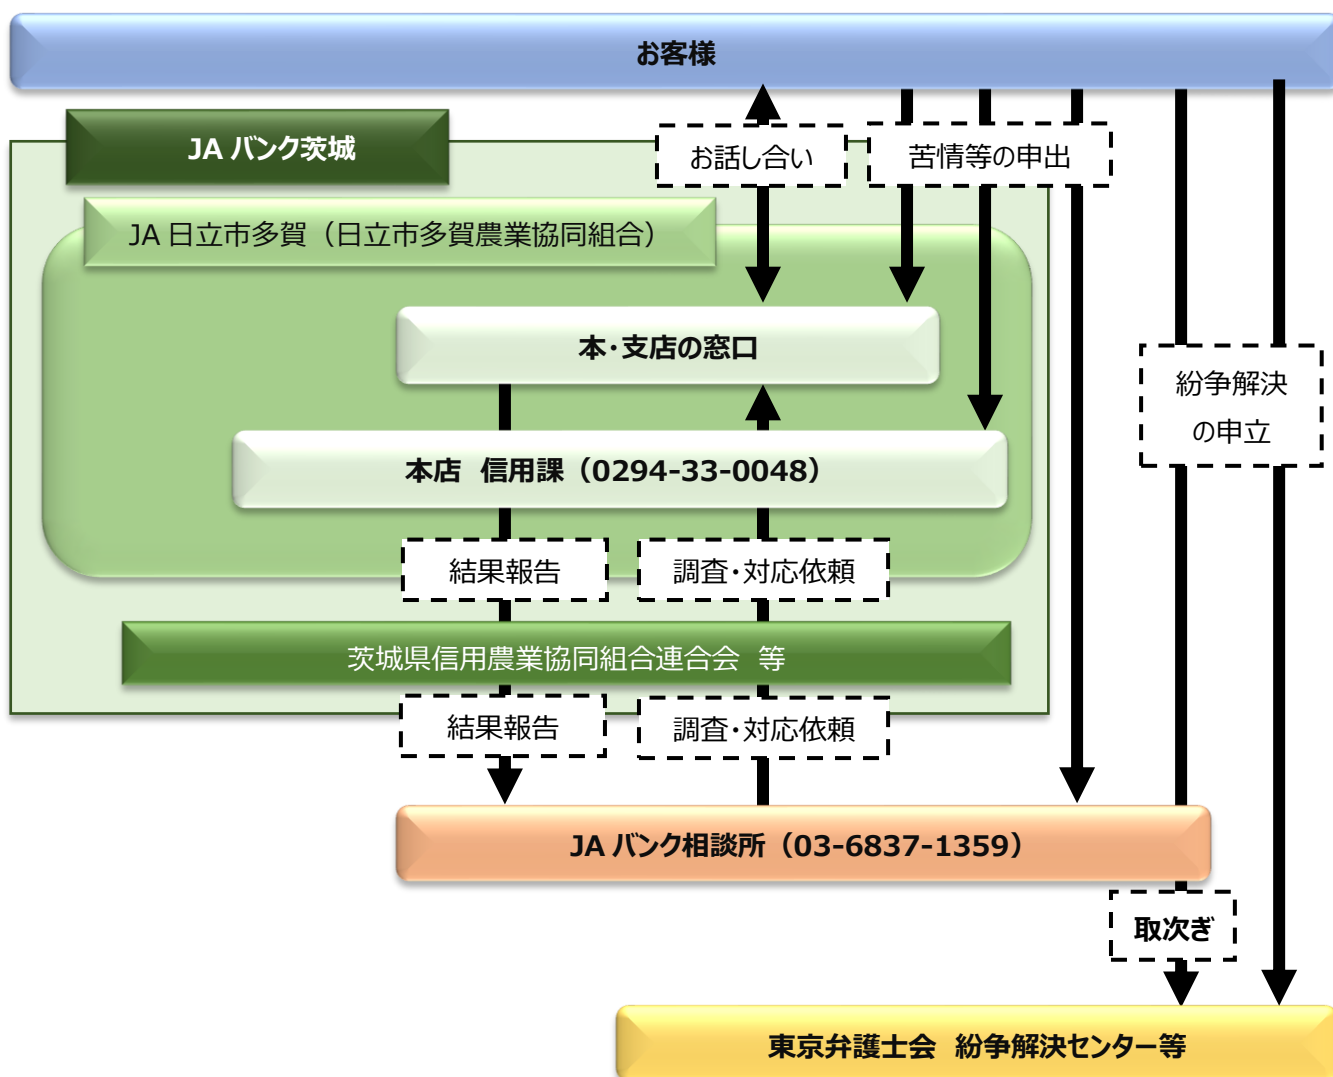 お客様
JA バンク茨城
お話し合い
苦情等の申出
JA 日立市多賀（日立市多賀農業協同組合）
本・支店の窓口
紛争解決
の申立
本店 信用課（0294-33-0048）
結果報告
調査・対応依頼
茨城県信用農業協同組合連合会 等
結果報告
調査・対応依頼
JA バンク相談所（03-6837-1359）
取次ぎ
東京弁護士会 紛争解決センター等